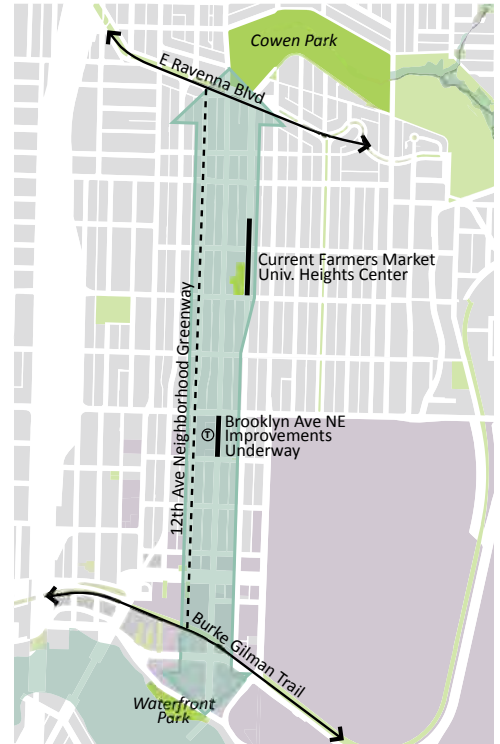 Cowen Park
E Ravenna Blvd
Current Farmers Market
Univ. Heights Center
12th Ave Neighborhood Greenway
Brooklyn Ave NE
Improvements
Underway
T
Burke Gilman Trail
Waterfront
Park